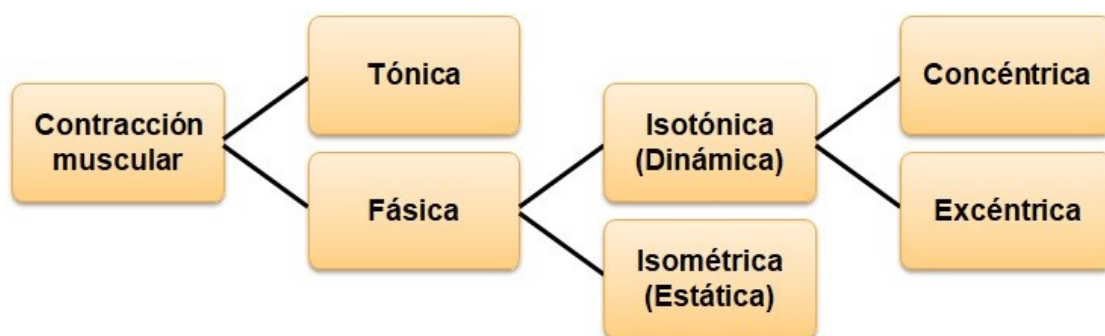 Contracción
muscular
Tónica
Fásica
Isotónica
(Dinámica)
Isométrica
(Estática)
Concéntrica
Excéntrica